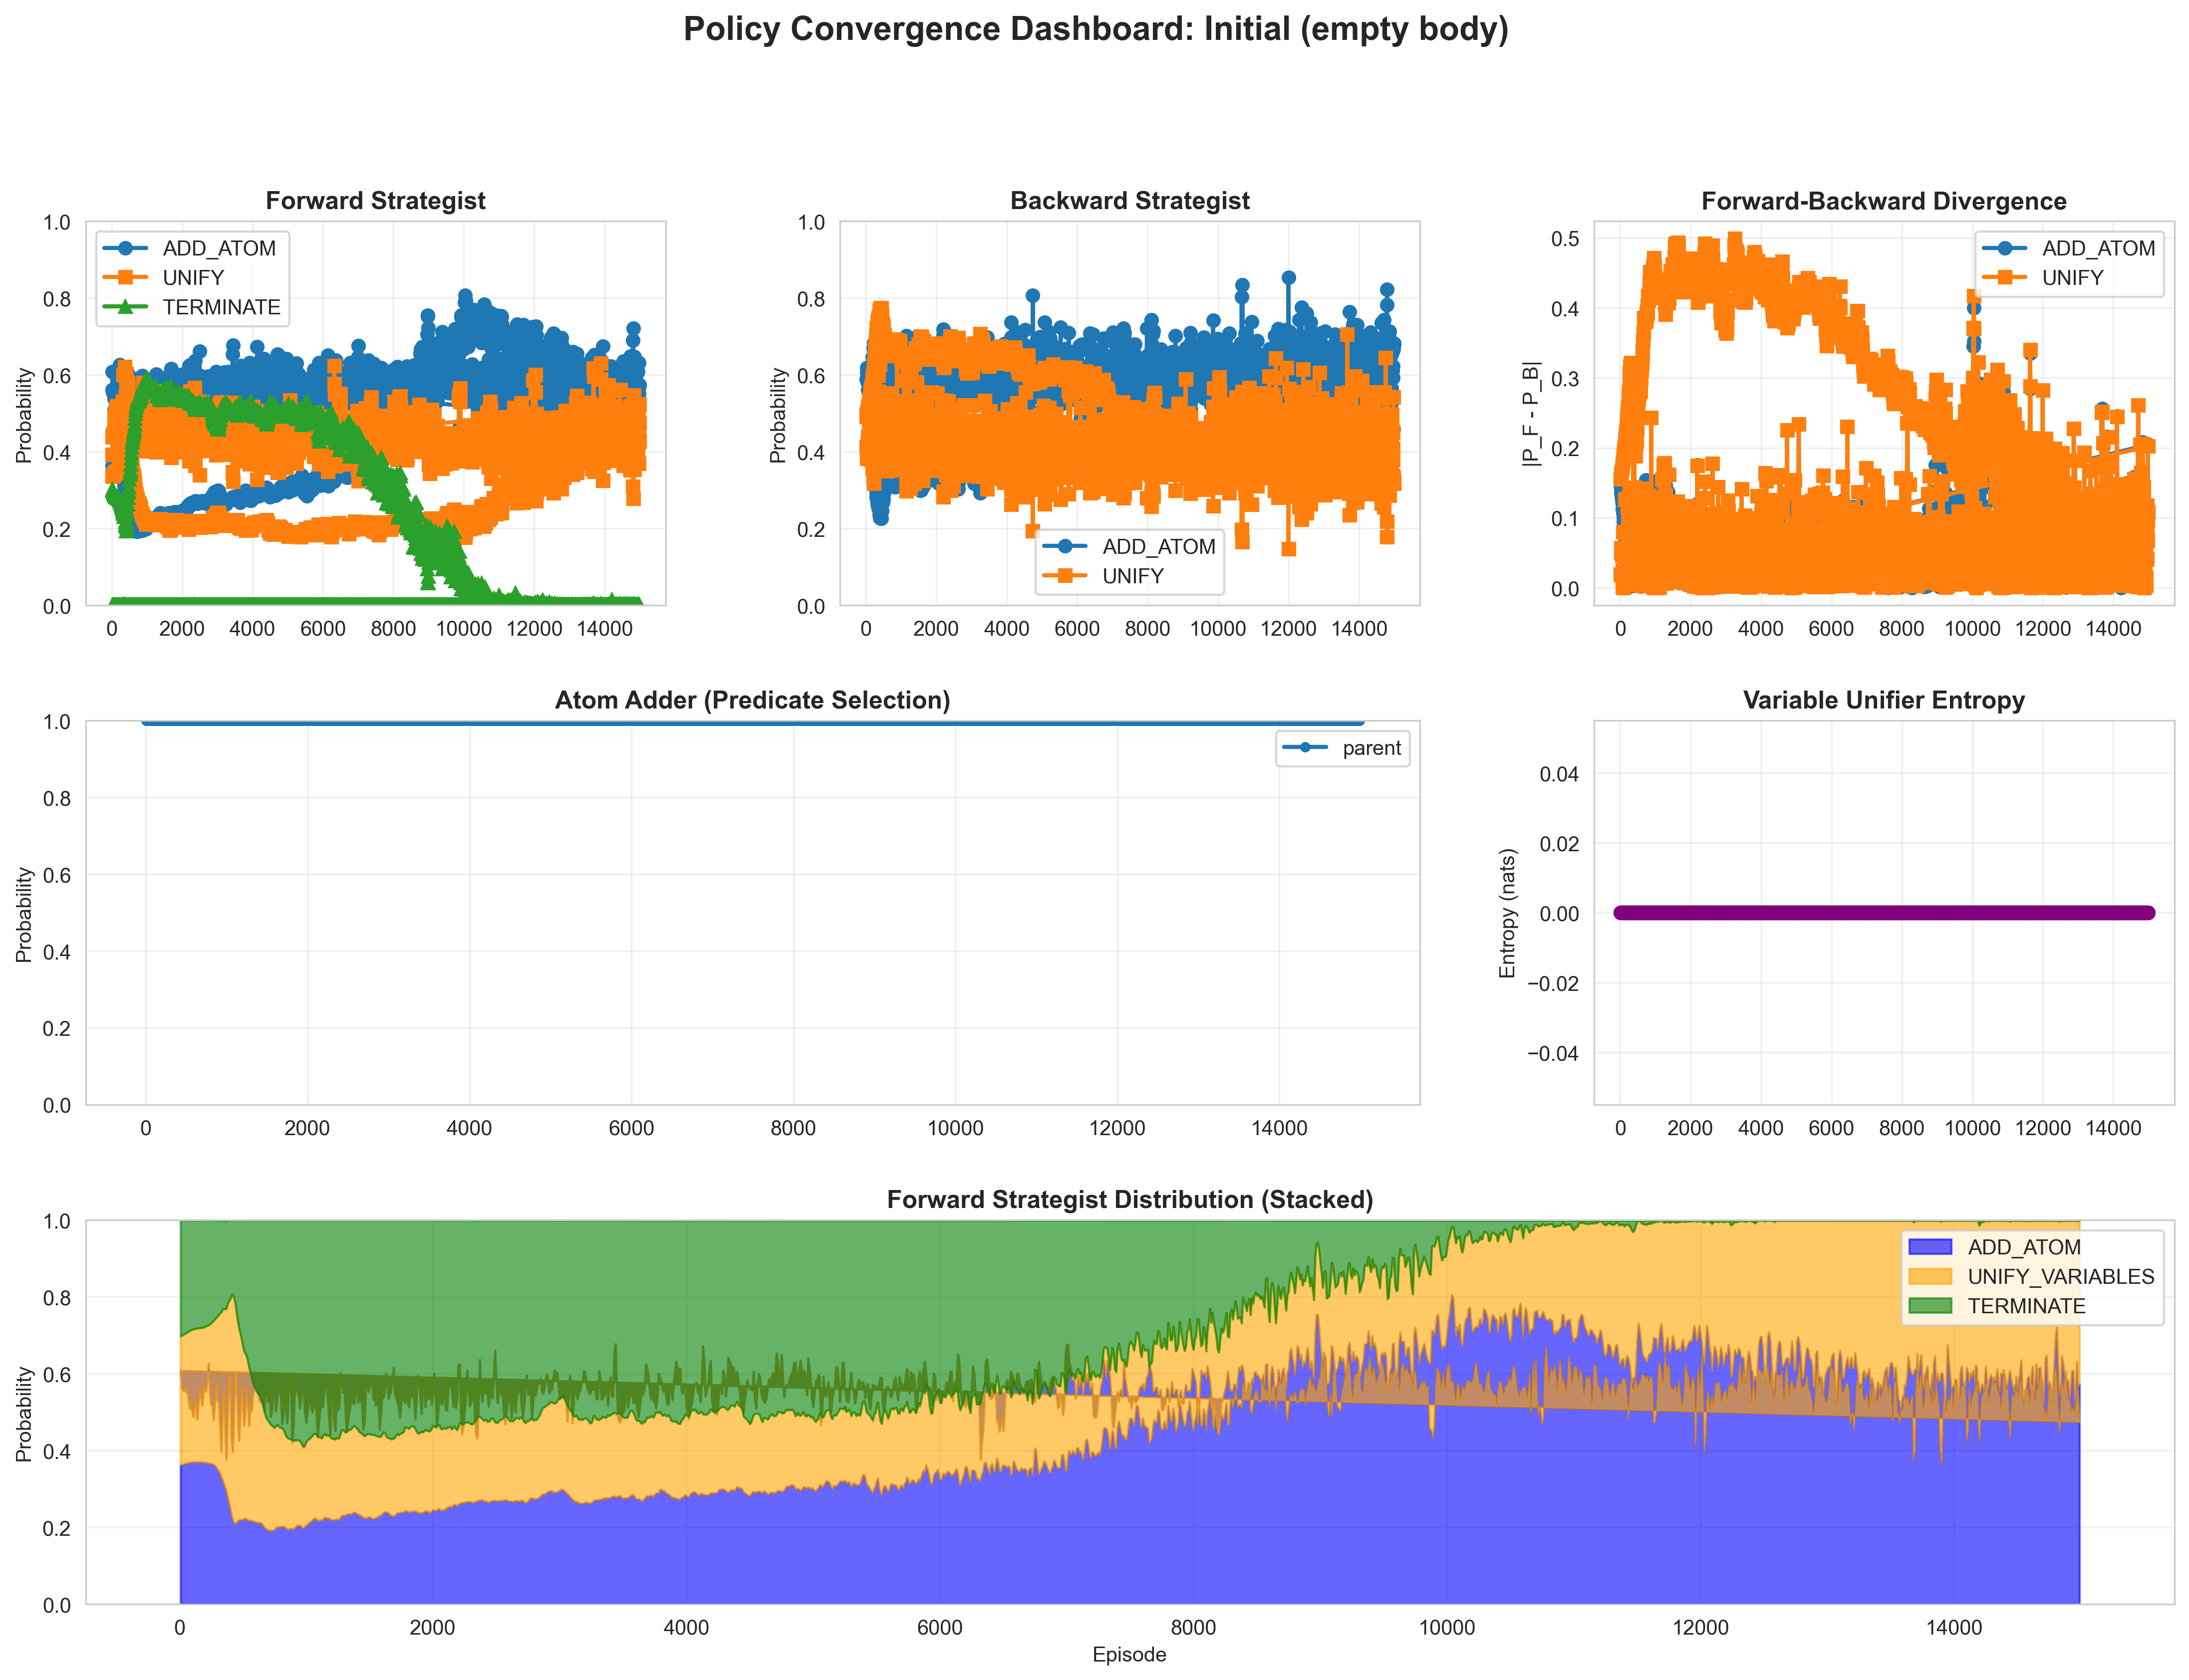 Policy Convergence Dashboard: Initial (empty body)
Forward Strategist
Probability
1.0
0.8
0.6
0.4
0.2
0.0
ADD_ATOM
UNIFY
TERMINATE
0 2000 4000 6000 8000 10000 12000 14000
Backward Strategist
Probability
1.0
0.8
0.6
0.4
0.2
0.0
ADD_ATOM
UNIFY
0 2000 4000 6000 8000 10000 12000 14000
Forward-Backward Divergence
|P_F - P_B|
0.5
0.4
0.3
0.2
0.1
0.0
ADD_ATOM
UNIFY
0 2000 4000 6000 8000 10000 12000 14000
Atom Adder (Predicate Selection)
Probability
1.0
0.8
0.6
0.4
0.2
0.0
parent
0 2000 4000 6000 8000 10000 12000 14000
Variable Unifier Entropy
Entropy (nats)
0.04
0.02
0.00
−0.02
−0.04
0 2000 4000 6000 8000 10000 12000 14000
Forward Strategist Distribution (Stacked)
Probability
1.0
0.8
0.6
0.4
0.2
0.0
ADD_ATOM
UNIFY_VARIABLES
TERMINATE
0 2000 4000 6000 8000 10000 12000 14000
Episode